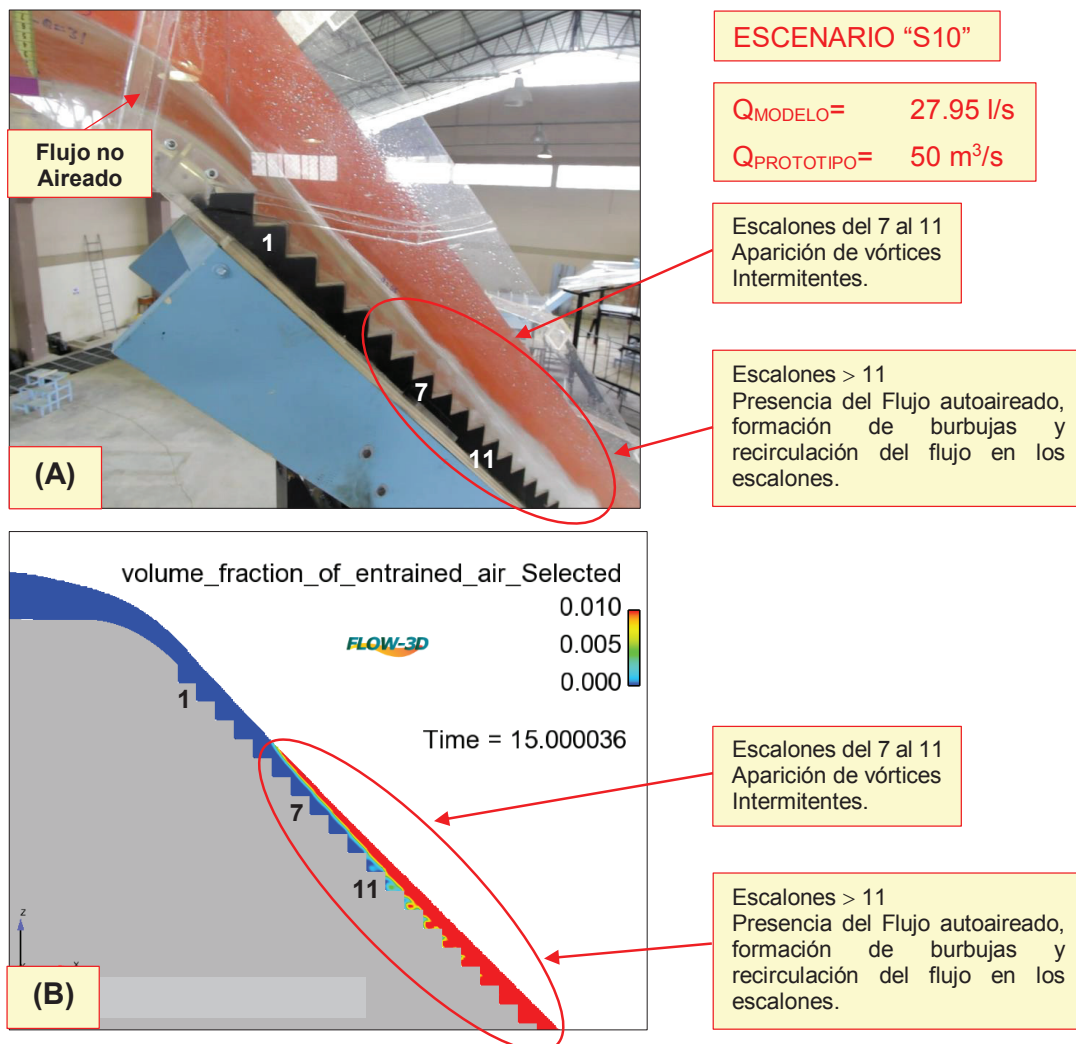 ESCENARIO “S10”
Q_MODELO= 27.95 l/s
Q_PROTOTIPO= 50 m³/s
Flujo no
Aireado
1
7
11
(A)
Escalones del 7 al 11
Aparición de vórtices
Intermitentes.
Escalones > 11
Presencia del Flujo autoaireado,
formación de burbujas y
recirculación del flujo en los
escalones.
volume_fraction_of_entrained_air_Selected
0.010
0.005
0.000
FLOW-3D
Time = 15.000036
1
7
11
z
(B)
Escalones del 7 al 11
Aparición de vórtices
Intermitentes.
Escalones > 11
Presencia del Flujo autoaireado,
formación de burbujas y
recirculación del flujo en los
escalones.